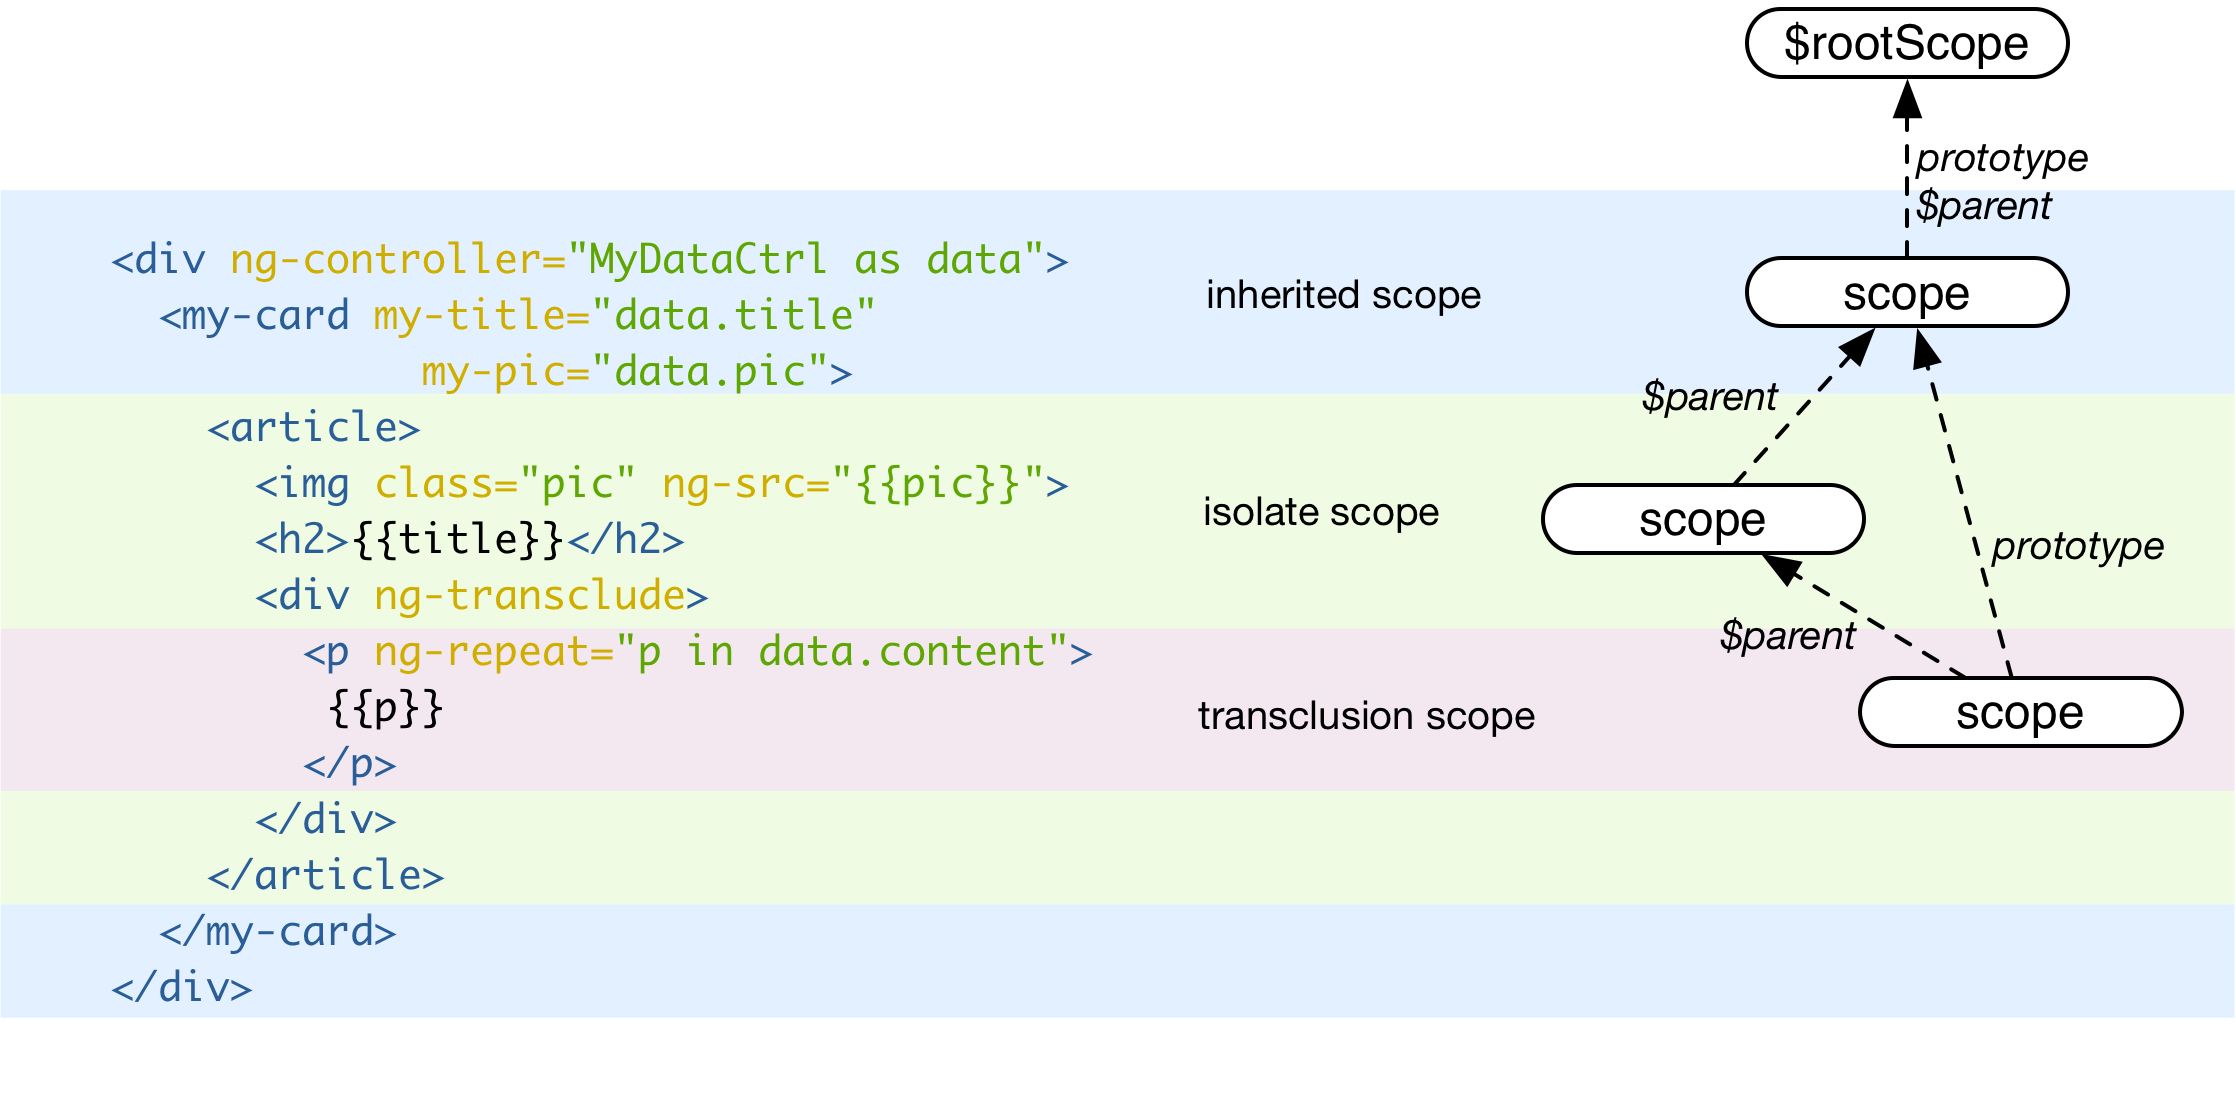 $rootScope
prototype
$parent
<div ng-controller="MyDataCtrl as data">
<my-card my-title="data.title"
my-pic="data.pic">
inherited scope
scope
$parent
<article>
<img class="pic" ng-src="{{pic}}">
<h2>{{title}}</h2>
<div ng-transclude>
isolate scope
scope
prototype
$parent
<p ng-repeat="p in data.content">
{{p}}
</p>
transclusion scope
scope
</div>
</article>
</my-card>
</div>